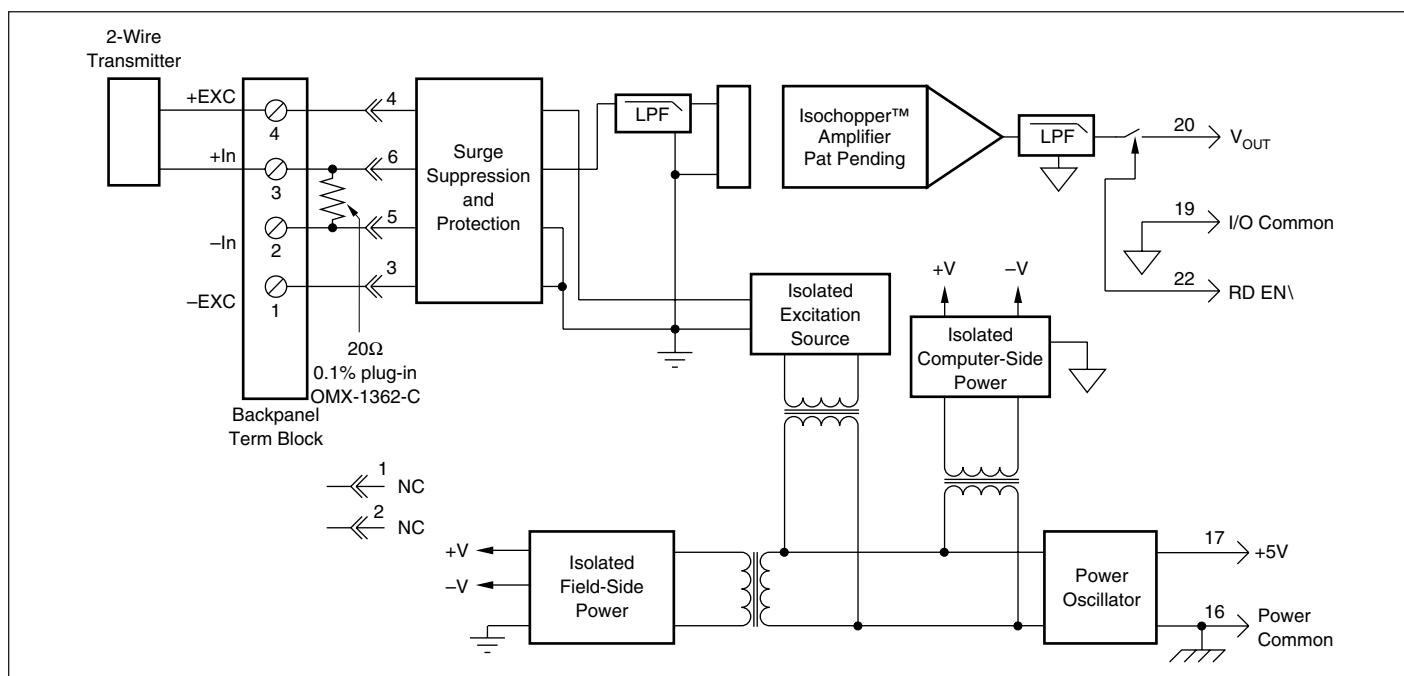 2-Wire
Transmitter
+EXC
4
4
+In
3
6
–In
2
5
–EXC
1
3
20Ω
0.1% plug-in
OMX-1362-C
Backpanel
Term Block
Surge
Suppression
and
Protection
LPF
Isochopper™
Amplifier
Pat Pending
LPF
20
VOUT
19
I/O Common
22
RD EN\
Isolated
Excitation
Source
+V
–V
Isolated
Computer-Side
Power
1
NC
2
NC
+V
–V
Isolated
Field-Side
Power
Power
Oscillator
17
+5V
16
Power
Common